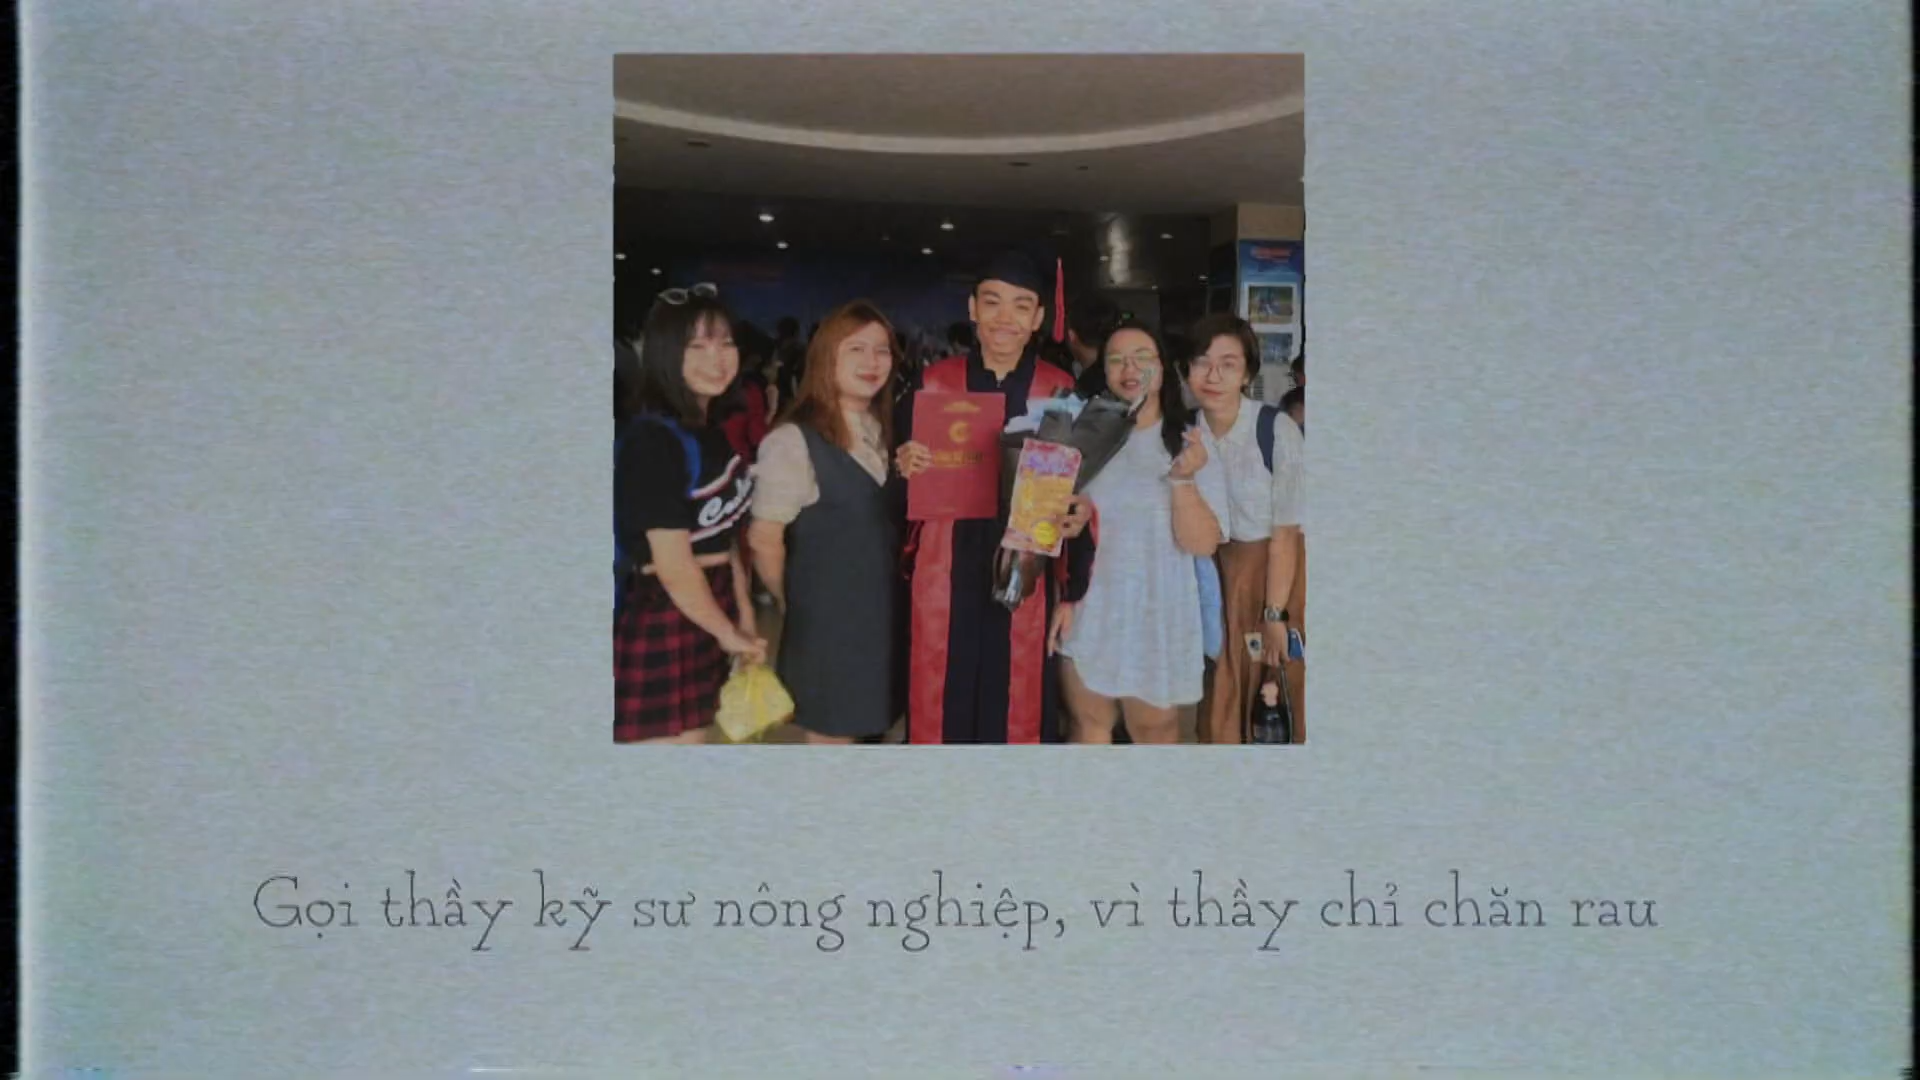 Gọi thầy kỹ sư nông nghiệp, vì thầy chỉ chăn rau